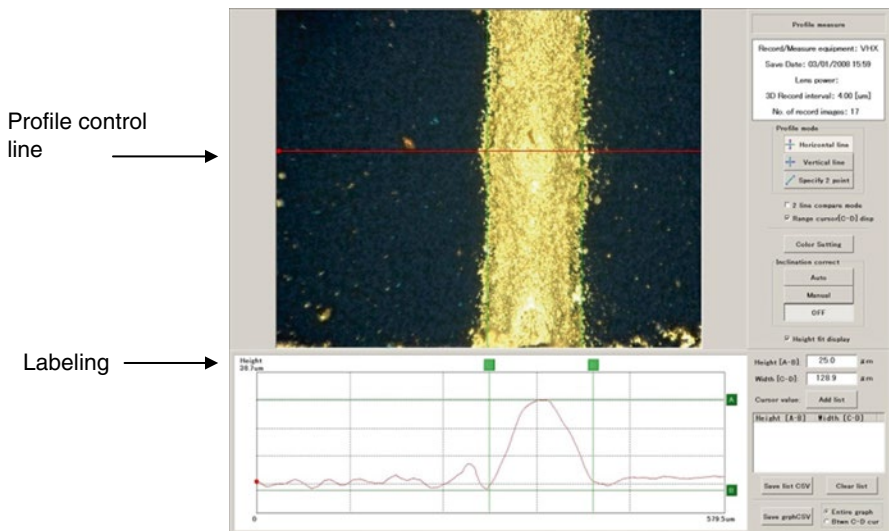 Profile control
line
Labeling
Profile measure
Record/Measure equipment: VHX
Save Date: 03/01/2000 15:59
Lens power:
3D Record interval: 4.00 [um]
No. of record images: 17
Profile mode
Horizontal line
Vertical line
Specify 2 point
2 line compare mode
Range cursor[C-D] disp
Color Setting
Inclination correct
Auto
Manual
OFF
Height fit display
Height
38.7um
A
B
0
579.5um
Height [A-B]: 25.0 um
Width [C-D]: 128.9 um
Cursor value: Add list
Height [A-B] Width [C-D]
Save list CSV Clear list
Save grphCSV
Entire graph
Btwn C-D cur